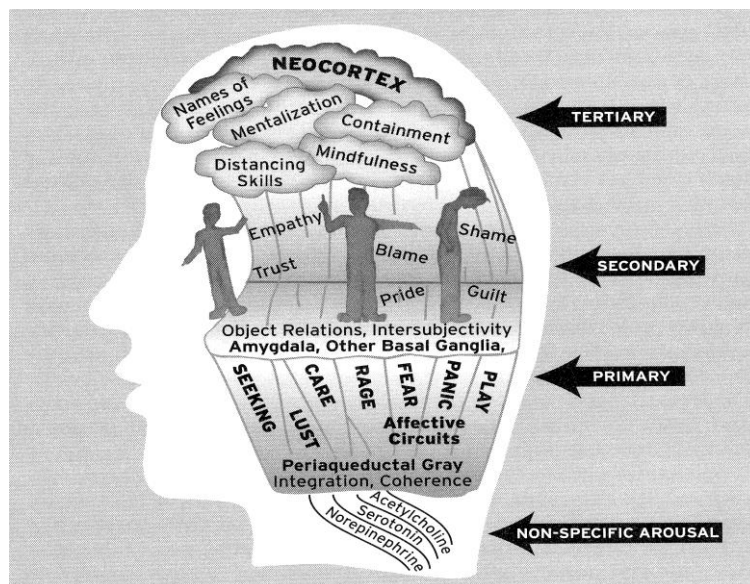 NEOCORTEX
Names of
Feelings
Mentalization
Containment
Distancing
Skills
Mindfulness
TERTIARY
Empathy
Trust
Blame
Pride
Shame
Guilt
SECONDARY
Object Relations, Intersubjectivity
Amygdala, Other Basal Ganglia,
SEEKING
LUST
CARE
RAGE
FEAR
PANIC
PLAY
PRIMARY
Affective
Circuits
Periaqueductal Gray
Integration, Coherence
Acetylcholine
Serotonin
Norepinephrine
NON-SPECIFIC AROUSAL